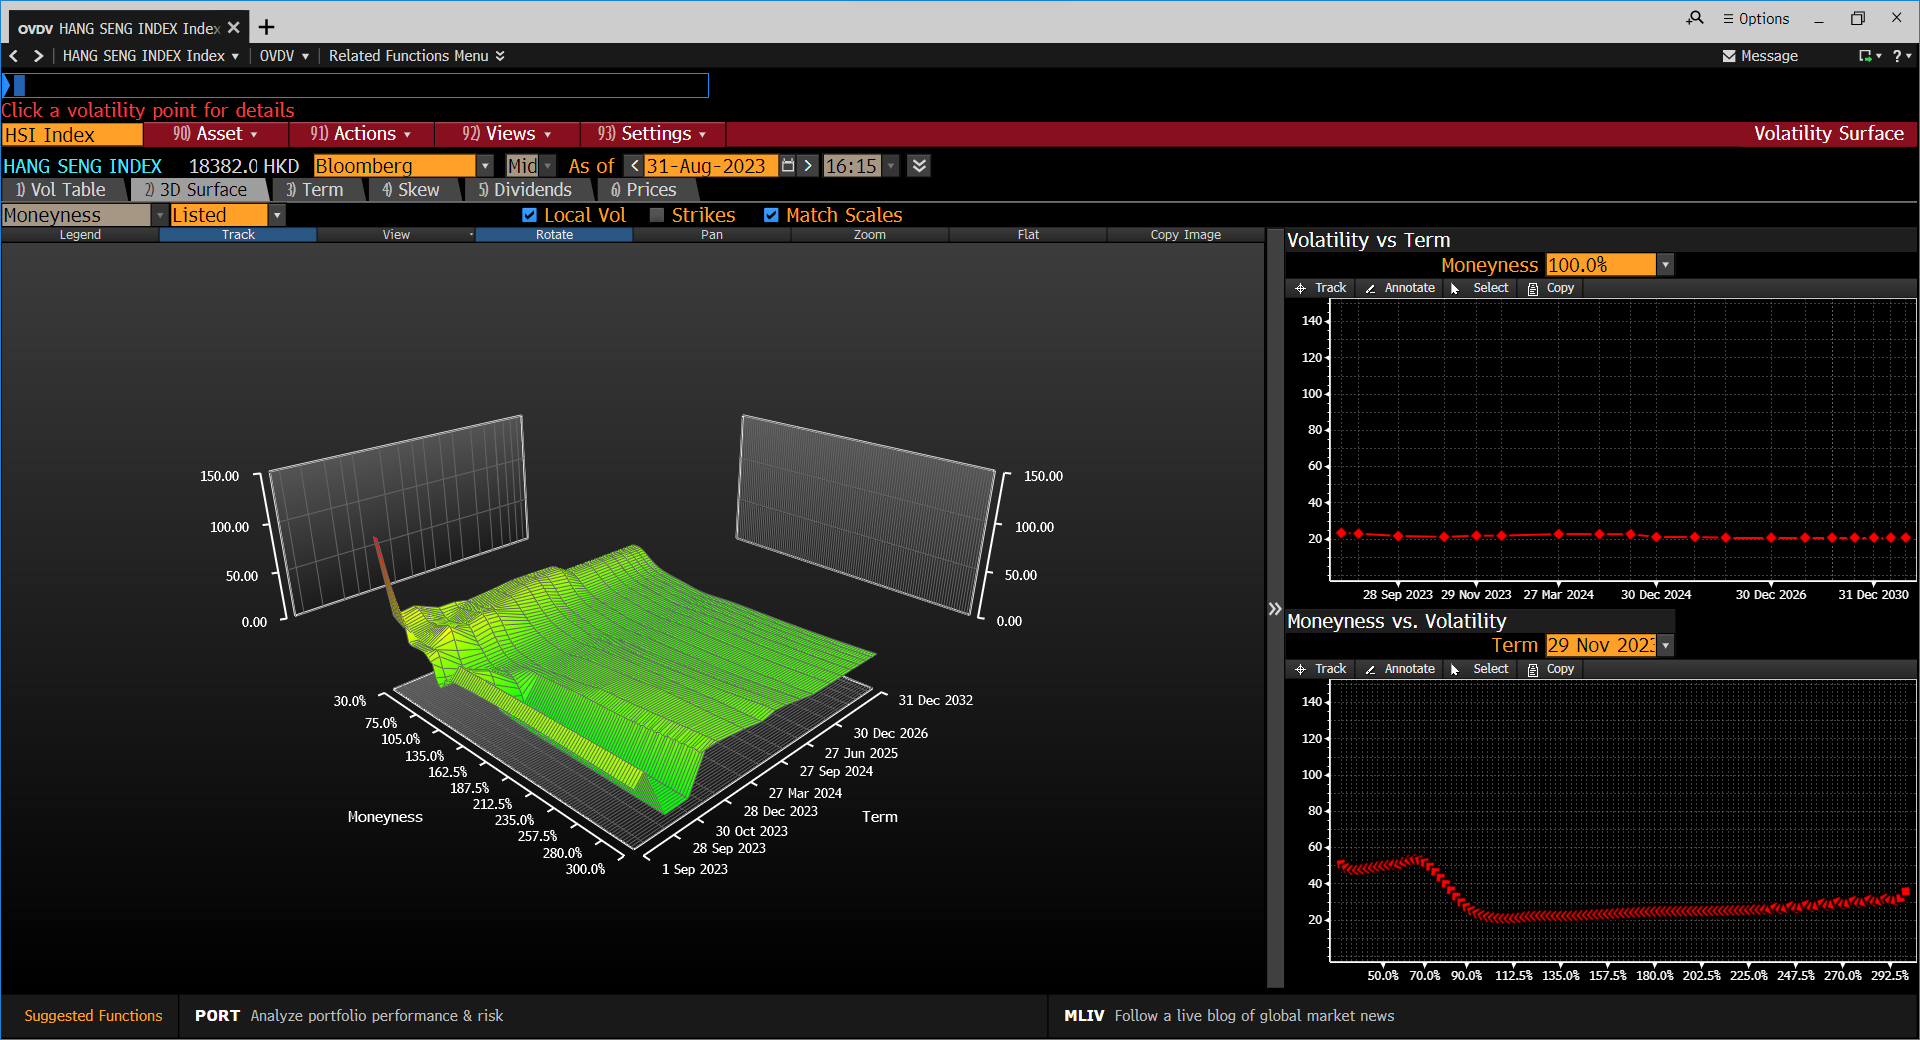 OVDV HANG SENG INDEX Index
Options
HANG SENG INDEX Index OVDV Related Functions Menu Message ?
Click a volatility point for details
HSI Index 90) Asset 91) Actions 92) Views 93) Settings Volatility Surface
HANG SENG INDEX 18382.0 HKD Bloomberg Mid As of 31-Aug-2023 16:15
1) Vol Table 2) 3D Surface 3) Term 4) Skew 5) Dividends 6) Prices
Moneyness Listed Local Vol Strikes Match Scales
Legend Track View Rotate Pan Zoom Flat Copy Image
150.00
100.00
50.00
0.00
150.00
100.00
50.00
0.00
30.0%
75.0%
105.0%
135.0%
162.5%
187.5%
212.5%
235.0%
257.5%
280.0%
300.0%
Moneyness
31 Dec 2032
30 Dec 2026
27 Jun 2025
27 Sep 2024
27 Mar 2024
28 Dec 2023
30 Oct 2023
28 Sep 2023
1 Sep 2023
Term
Volatility vs Term
Moneyness 100.0%
Track Annotate Select Copy
140
120
100
80
60
40
20
28 Sep 2023 29 Nov 2023 27 Mar 2024 30 Dec 2024 30 Dec 2026 31 Dec 2030
Moneyness vs. Volatility
Term 29 Nov 2023
Track Annotate Select Copy
140
120
100
80
60
40
20
50.0% 70.0% 90.0% 112.5% 135.0% 157.5% 180.0% 202.5% 225.0% 247.5% 270.0% 292.5%
Suggested Functions PORT Analyze portfolio performance & risk MLIV Follow a live blog of global market news